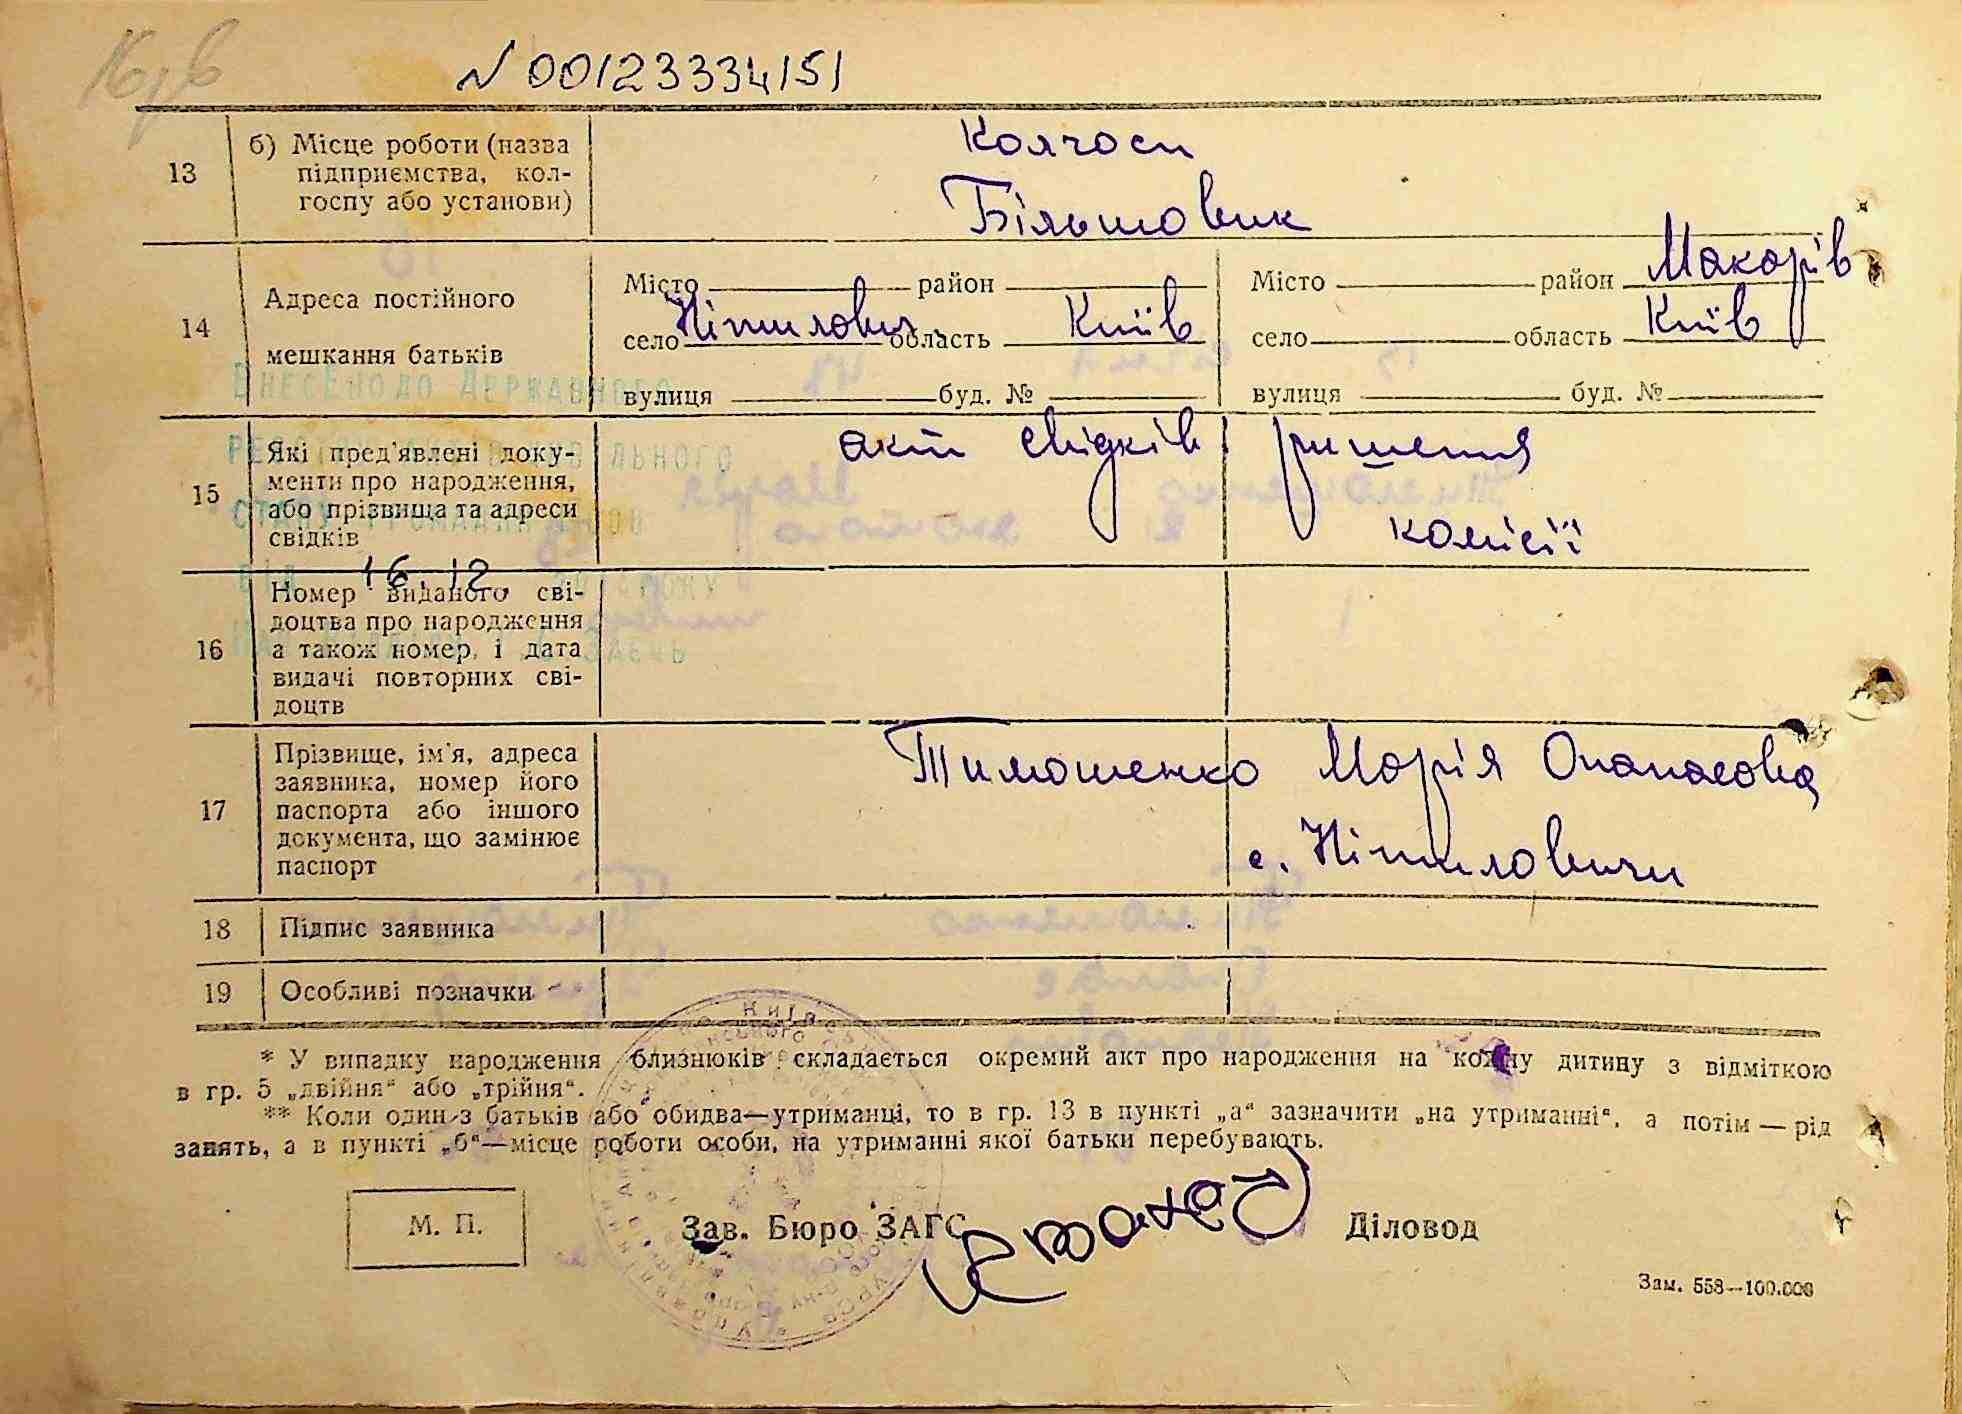 N 00123334151
13
б) Місце роботи (назва
підприємства, кол-
госпу або установи)
Колгосп
Більшовик
14
Адреса постійного
мешкання батьків
Місто район
село Ніжиловичі область Київ
вулиця буд. №
Місто район Макарів
село область Київ
вулиця буд. №
Внесено до Державного
15
Які пред'явлені доку-
менти про народження,
або прізвища та адреси
свідків
акт свідків, ришення
комісії
16.12
16
Номер виданого сві-
доцтва про народження
а також номер, і дата
видачі повторних сві-
доцтв
17
Прізвище, ім'я, адреса
заявника, номер його
паспорта або іншого
документа, що замінює
паспорт
Тимошенко Марія Опанасовна
с. Ніжиловичи
18 Підпис заявника
19 Особливі позначки
* У випадку народження близнюків складається окремий акт про народження на кожну дитину з відміткою
в гр. 5 „двійня“ або „трійня“.
** Коли один з батьків або обидва—утриманці, то в гр. 13 в пункті „а“ зазначити „на утриманні“, а потім — рід
занять, а в пункті „б“—місце роботи особи, на утриманні якої батьки перебувають.
М. П.
Зав. Бюро ЗАГС
Діловод
Зам. 558—100.000